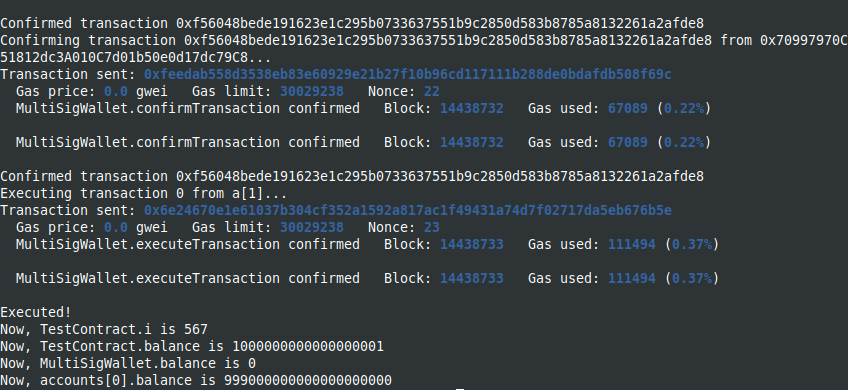 Confirmed transaction 0xf56048bede191623e1c295b0733637551b9c2850d583b8785a8132261a2afde8
Confirming transaction 0xf56048bede191623e1c295b0733637551b9c2850d583b8785a8132261a2afde8 from 0x70997970C
51812dc3A010C7d01b50e0d17dc79C8...
Transaction sent: 0xfeedab558d3538eb83e60929e21b27f10b96cd117111b288de0bdafdb508f69c
Gas price: 0.0 gwei   Gas limit: 30029238   Nonce: 22
MultiSigWallet.confirmTransaction confirmed   Block: 14438732   Gas used: 67089 (0.22%)
MultiSigWallet.confirmTransaction confirmed   Block: 14438732   Gas used: 67089 (0.22%)
Confirmed transaction 0xf56048bede191623e1c295b0733637551b9c2850d583b8785a8132261a2afde8
Executing transaction 0 from a[1]...
Transaction sent: 0x6e24670e1e61037b304cf352a1592a817ac1f49431a74d7f02717da5eb676b5e
Gas price: 0.0 gwei   Gas limit: 30029238   Nonce: 23
MultiSigWallet.executeTransaction confirmed   Block: 14438733   Gas used: 111494 (0.37%)
MultiSigWallet.executeTransaction confirmed   Block: 14438733   Gas used: 111494 (0.37%)
Executed!
Now, TestContract.i is 567
Now, TestContract.balance is 1000000000000000001
Now, MultiSigWallet.balance is 0
Now, accounts[0].balance is 999000000000000000000